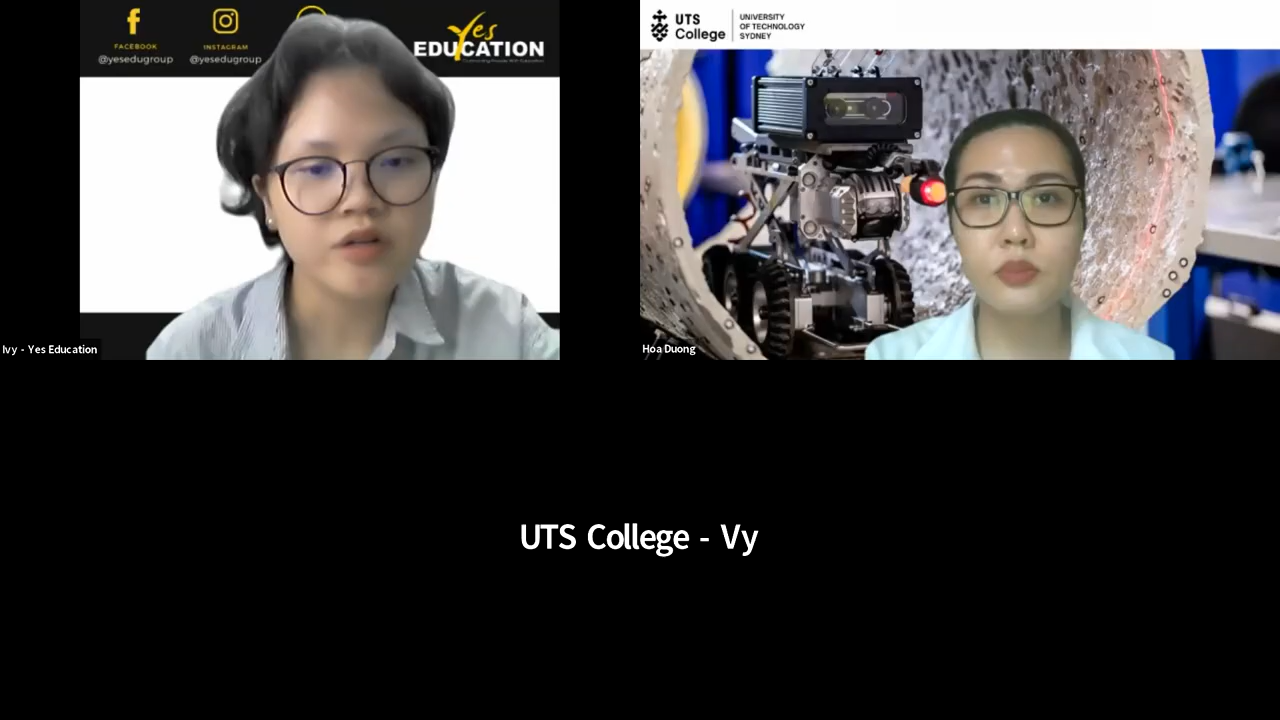 FACEBOOK
@yesedugroup
INSTAGRAM
@yesedugroup
Yes
EDUCATION
Ivy - Yes Education
UTS
College
UNIVERSITY
OF TECHNOLOGY
SYDNEY
Hoa Duong
UTS College - Vy